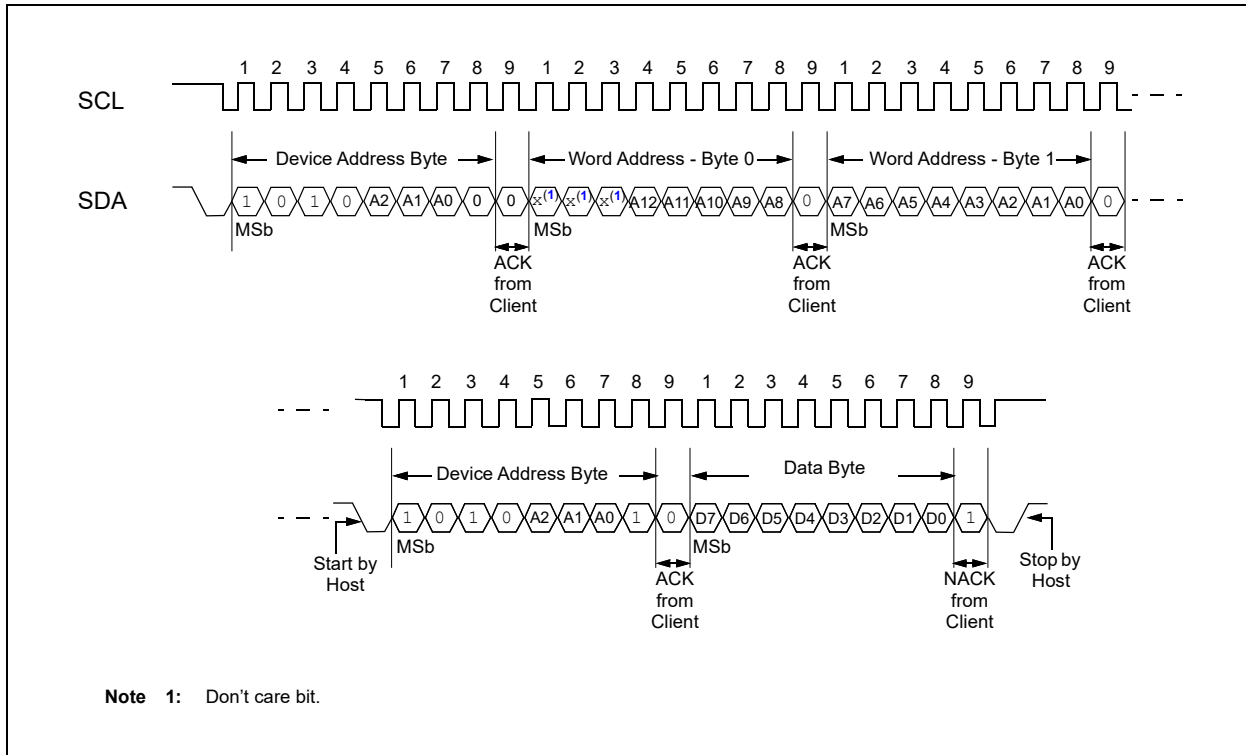 1 2 3 4 5 6 7 8 9 1 2 3 4 5 6 7 8 9 1 2 3 4 5 6 7 8 9
SCL
Device Address Byte Word Address - Byte 0 Word Address - Byte 1
SDA 1 0 1 0 A2 A1 A0 0 0 x(1) x(1) x(1) A12 A11 A10 A9 A8 0 A7 A6 A5 A4 A3 A2 A1 A0 0
MSb MSb MSb
ACK from Client
ACK from Client
ACK from Client
1 2 3 4 5 6 7 8 9 1 2 3 4 5 6 7 8 9
Device Address Byte Data Byte
1 0 1 0 A2 A1 A0 1 0 D7 D6 D5 D4 D3 D2 D1 D0 1
MSb MSb
Start by Host
ACK from Client
NACK from Client
Stop by Host
Note 1: Don't care bit.